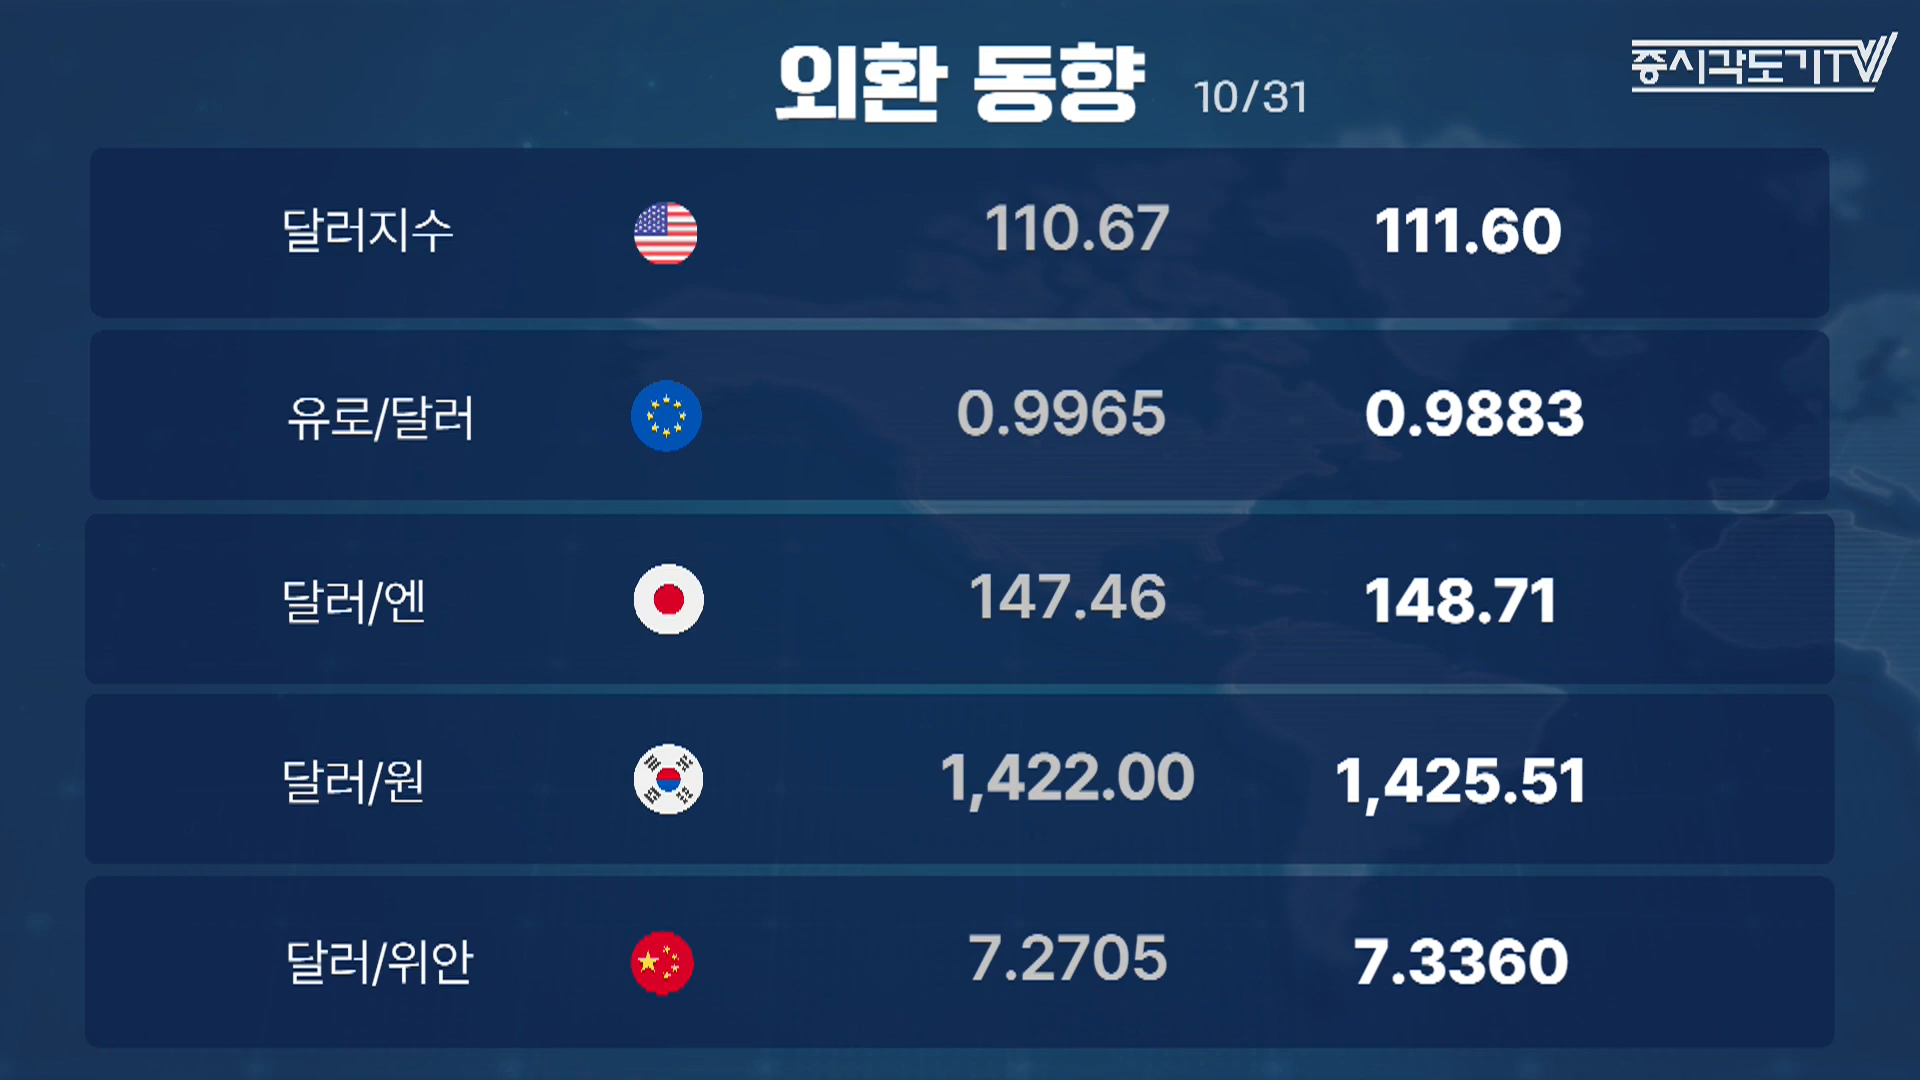 외환 동향 10/31
증시각도기TV
달러지수 110.67 111.60
유로/달러 0.9965 0.9883
달러/엔 147.46 148.71
달러/원 1,422.00 1,425.51
달러/위안 7.2705 7.3360